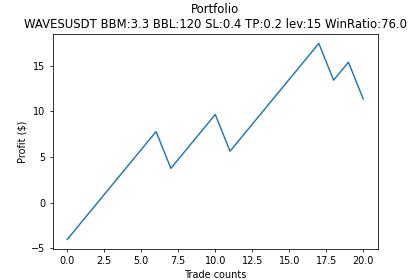 Portfolio
WAVESUSDT BBM:3.3 BBL:120 SL:0.4 TP:0.2 lev:15 WinRatio:76.0
15
10
5
0
−5
Profit ($)
0.0 2.5 5.0 7.5 10.0 12.5 15.0 17.5 20.0
Trade counts